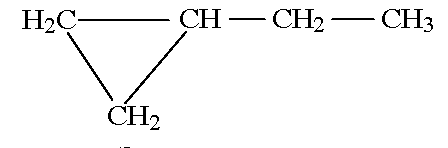 H₂C CH — CH₂ — CH₃
CH₂